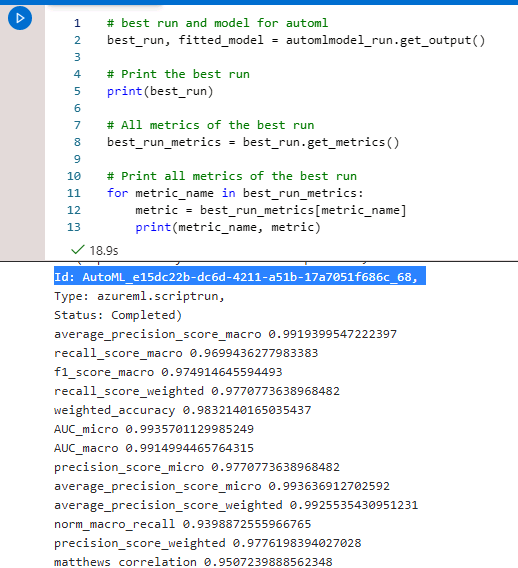 1 # best run and model for automl
2 best_run, fitted_model = automlmodel_run.get_output()
3
4 # Print the best run
5 print(best_run)
6
7 # All metrics of the best run
8 best_run_metrics = best_run.get_metrics()
9
10 # Print all metrics of the best run
11 for metric_name in best_run_metrics:
12 metric = best_run_metrics[metric_name]
13 print(metric_name, metric)
18.9s
Id: AutoML_e15dc22b-dc6d-4211-a51b-17a7051f686c_68,
Type: azureml.scriptrun,
Status: Completed)
average_precision_score_macro 0.9919399547222397
recall_score_macro 0.9699436277983383
f1_score_macro 0.974914645594493
recall_score_weighted 0.9770773638968482
weighted_accuracy 0.9832140165035437
AUC_micro 0.9935701129985249
AUC_macro 0.9914994465764315
precision_score_micro 0.9770773638968482
average_precision_score_micro 0.993636912702592
average_precision_score_weighted 0.9925535430951231
norm_macro_recall 0.9398872555966765
precision_score_weighted 0.9776198394027028
matthews_correlation 0.9507239888562348